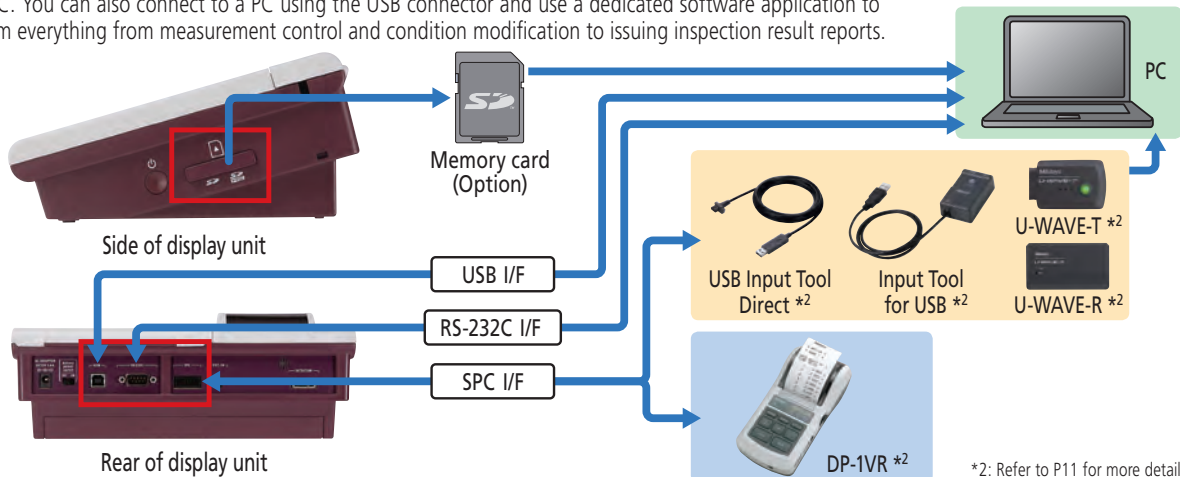 C. You can also connect to a PC using the USB connector and use a dedicated software application to
m everything from measurement control and condition modification to issuing inspection result reports.
PC
Memory card
(Option)
Side of display unit
USB I/F
RS-232C I/F
SPC I/F
USB Input Tool
Direct *2
Input Tool
for USB *2
U-WAVE-T *2
U-WAVE-R *2
DP-1VR *2
Rear of display unit
*2: Refer to P11 for more detail